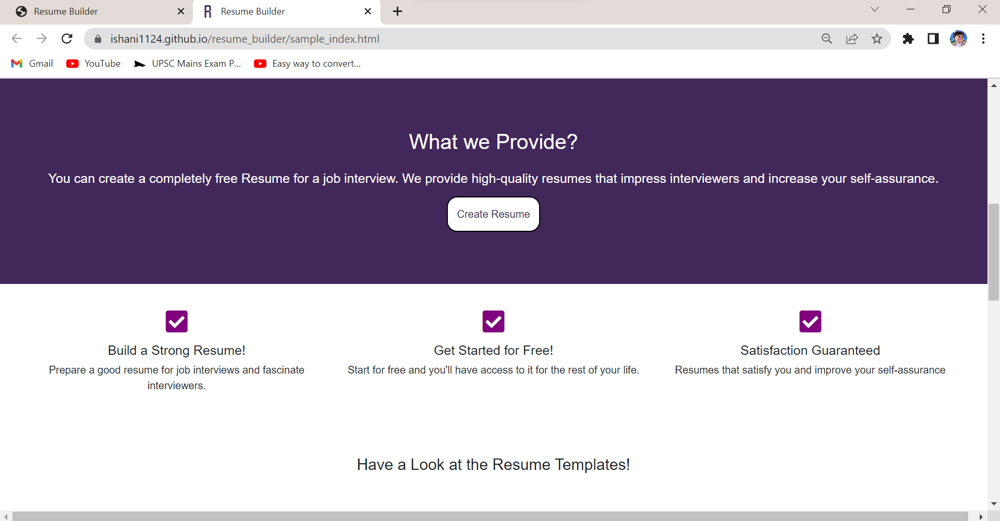 Resume Builder
R Resume Builder
ishani1124.github.io/resume_builder/sample_index.html
Gmail YouTube UPSC Mains Exam P... Easy way to convert...
What we Provide?
You can create a completely free Resume for a job interview. We provide high-quality resumes that impress interviewers and increase your self-assurance.
Create Resume
Build a Strong Resume!
Prepare a good resume for job interviews and fascinate
interviewers.
Get Started for Free!
Start for free and you'll have access to it for the rest of your life.
Satisfaction Guaranteed
Resumes that satisfy you and improve your self-assurance
Have a Look at the Resume Templates!